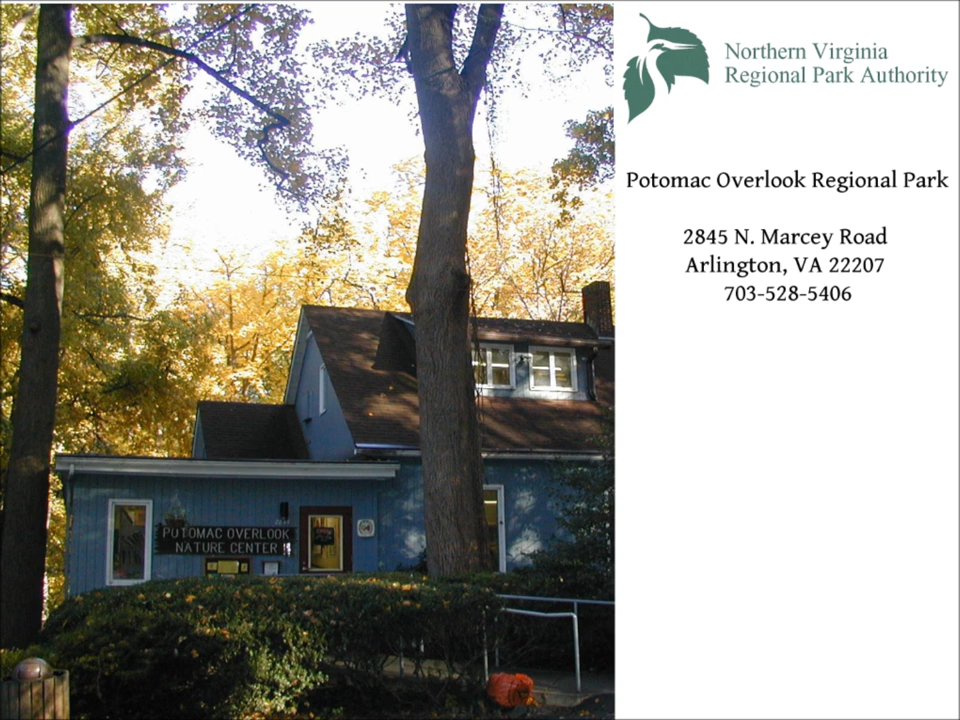 Northern Virginia
Regional Park Authority
Potomac Overlook Regional Park
2845 N. Marcey Road
Arlington, VA 22207
703-528-5406
POTOMAC OVERLOOK
NATURE CENTER